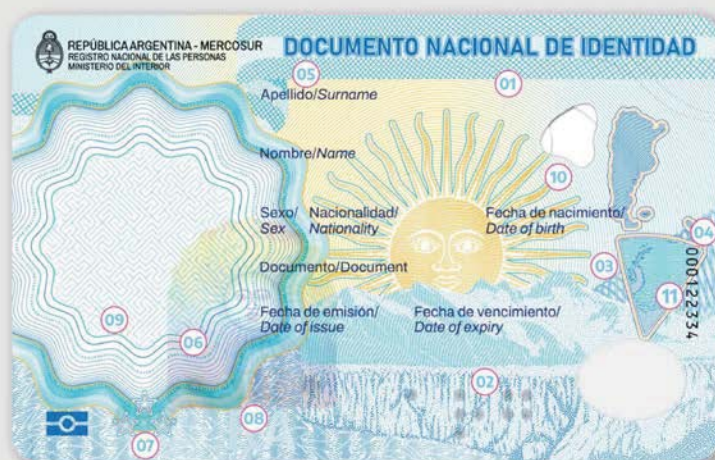 REPÚBLICA ARGENTINA - MERCOSUR
REGISTRO NACIONAL DE LAS PERSONAS
MINISTERIO DEL INTERIOR
DOCUMENTO NACIONAL DE IDENTIDAD
05
01
Apellido/Surname
Nombre/Name
10
Sexo/ Nacionalidad/ Fecha de nacimiento/
Sex Nationality Date of birth
04
03
Documento/Document
000122334
11
Fecha de emisión/ Fecha de vencimiento/
Date of issue Date of expiry
09
06
02
08
07